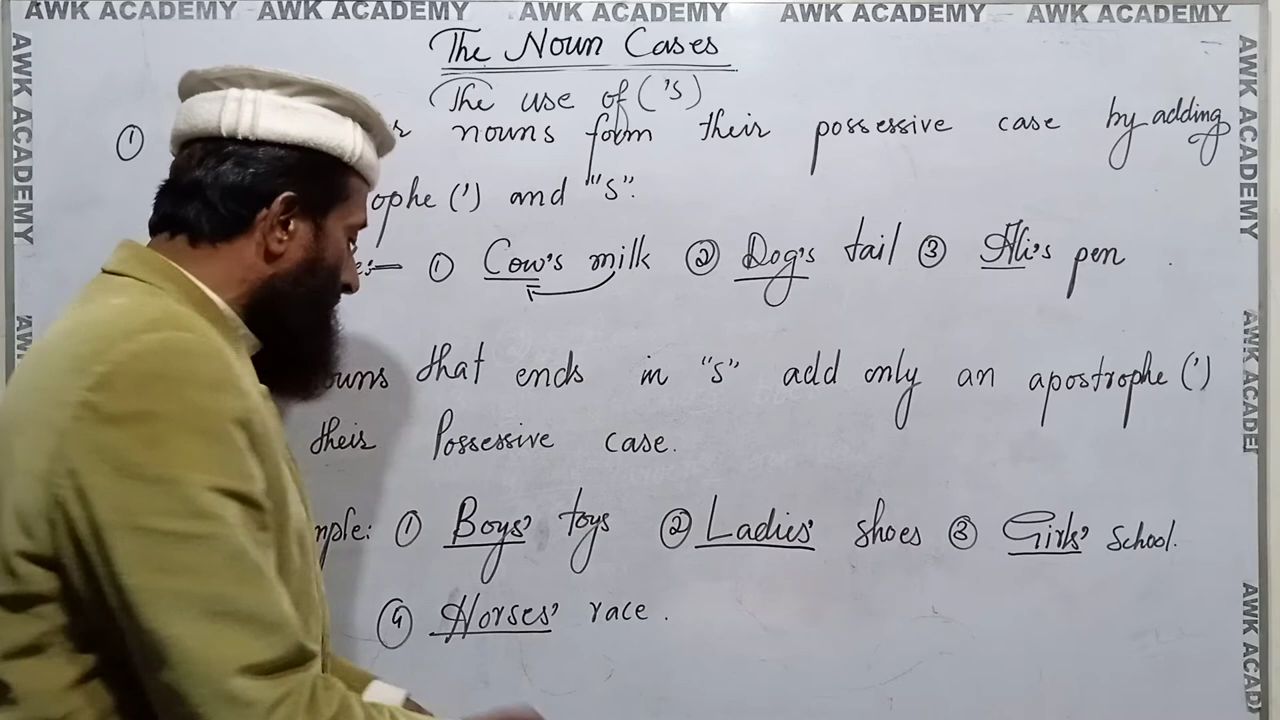 AWK ACADEMY AWK ACADEMY AWK ACADEMY AWK ACADEMY AWK ACADEMY
The Noun Cases
The use of ('s)
① nouns form their possessive case by adding
ophe (') and "s".
① Cow's milk ② Dog's tail ③ Ali's pen
ouns that ends in "s" add only an apostrophe (')
their Possessive case.
mple: ① Boys' toys ② Ladies' shoes ③ Girls' School.
④ Horses' race.
AWK ACADEMY
AWK ACADEMY
AWK ACADEM
AWK ACAD